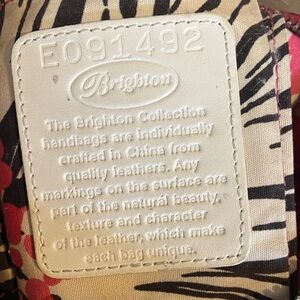 E091492
Brighton
The Brighton Collection
handbags are individually
crafted in China from
quality leathers. Any
markings on the surface are
part of the natural beauty,
texture and character
of the leather, which make
each bag unique.